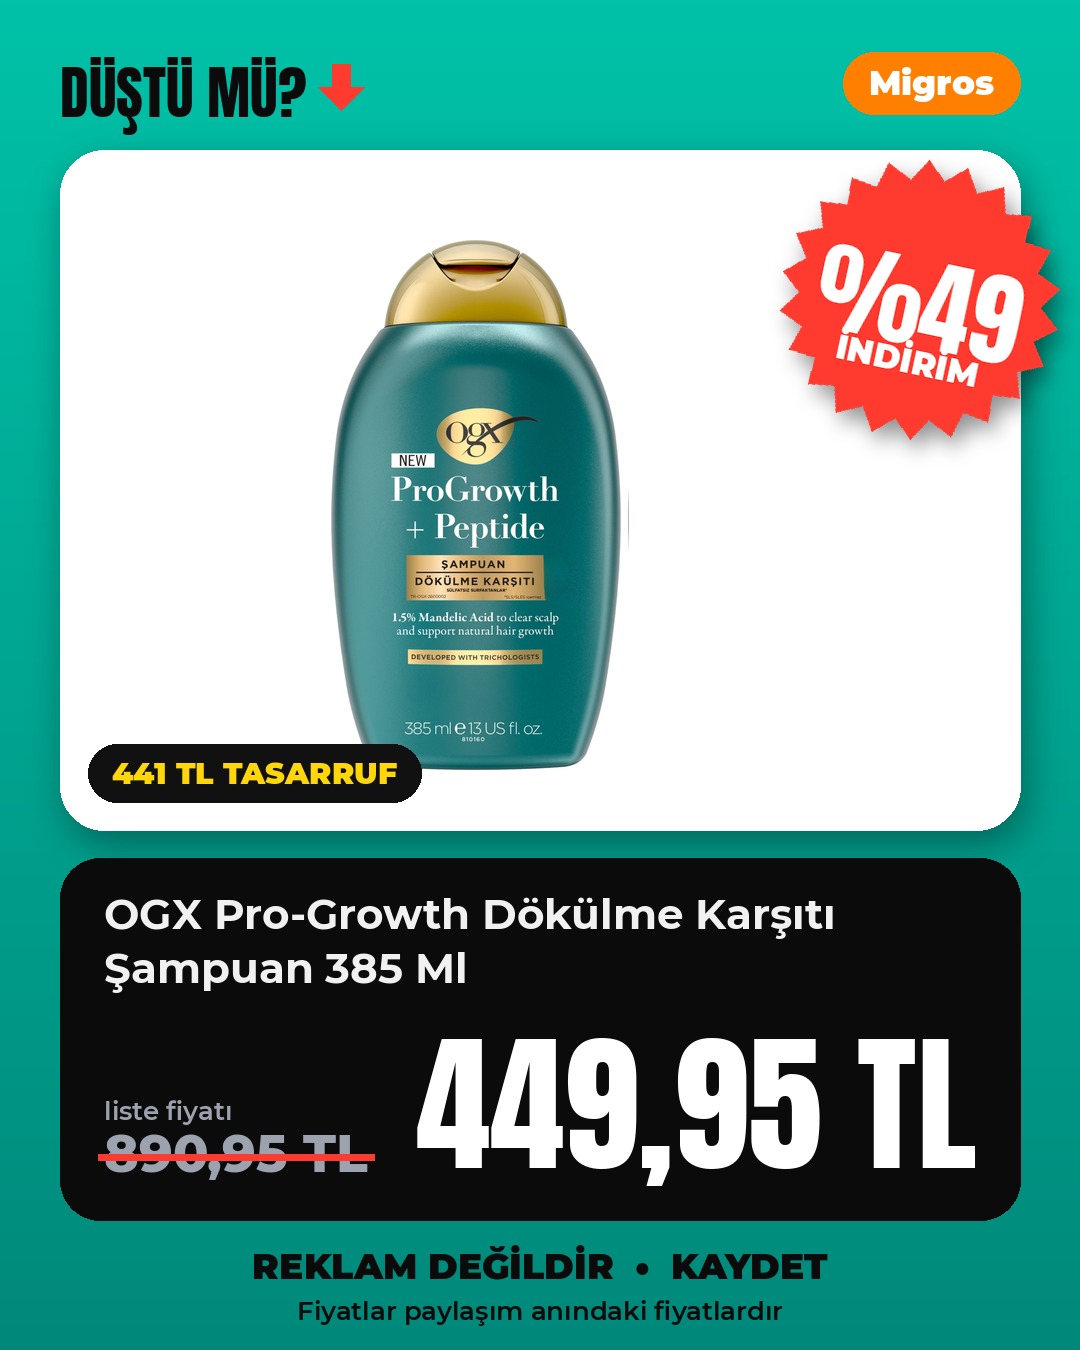 DÜŞTÜ MÜ?
Migros
%49
İNDİRİM
ogx
NEW
ProGrowth
+ Peptide
ŞAMPUAN
DÖKÜLME KARŞITI
SÜLFATSIZ SURFAKTANLAR*
1.5% Mandelic Acid to clear scalp
and support natural hair growth
DEVELOPED WITH TRICHOLOGISTS
385 ml e 13 US fl. oz.
810160
441 TL TASARRUF
OGX Pro-Growth Dökülme Karşıtı
Şampuan 385 Ml
liste fiyatı
890,95 TL
449,95 TL
REKLAM DEĞİLDİR • KAYDET
Fiyatlar paylaşım anındaki fiyatlardır